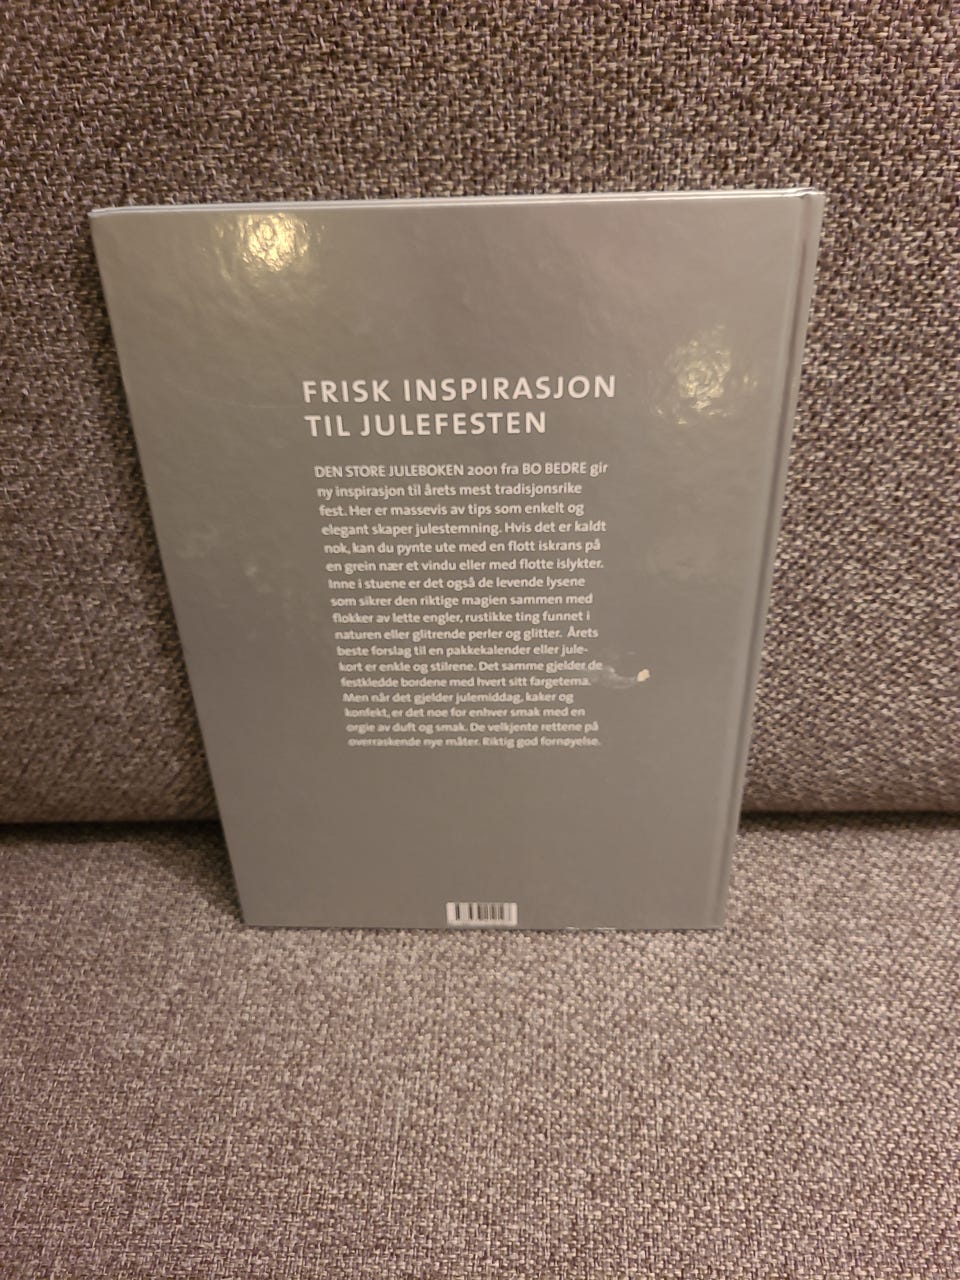 FRISK INSPIRASJON
TIL JULEFESTEN
DEN STORE JULEBOKEN 2001 fra BO BEDRE gir
ny inspirasjon til årets mest tradisjonsrike
fest. Her er massevis av tips som enkelt og
elegant skaper julestemning. Hvis det er kaldt
nok, kan du pynte ute med en flott iskrans på
en grein nær et vindu eller med flotte islykter.
Inne i stuene er det også de levende lysene
som sikrer den riktige magien sammen med
flokker av lette engler, rustikke ting funnet i
naturen eller glitrende perler og glitter. Årets
beste forslag til en pakkekalender eller jule-
kort er enkle og stilrene. Det samme gjelder de
festkledde bordene med hvert sitt fargetema.
Men når det gjelder julemiddag, kaker og
konfekt, er det noe for enhver smak med en
orgie av duft og smak. De velkjente rettene på
overraskende nye måter. Riktig god fornøyelse.